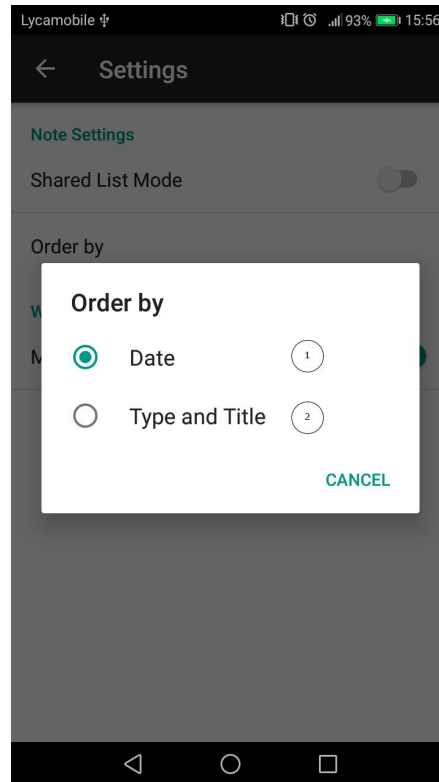 Lycamobile 93% 15:56
Settings
Note Settings
Shared List Mode
Order by
Order by
Date 1
Type and Title 2
CANCEL